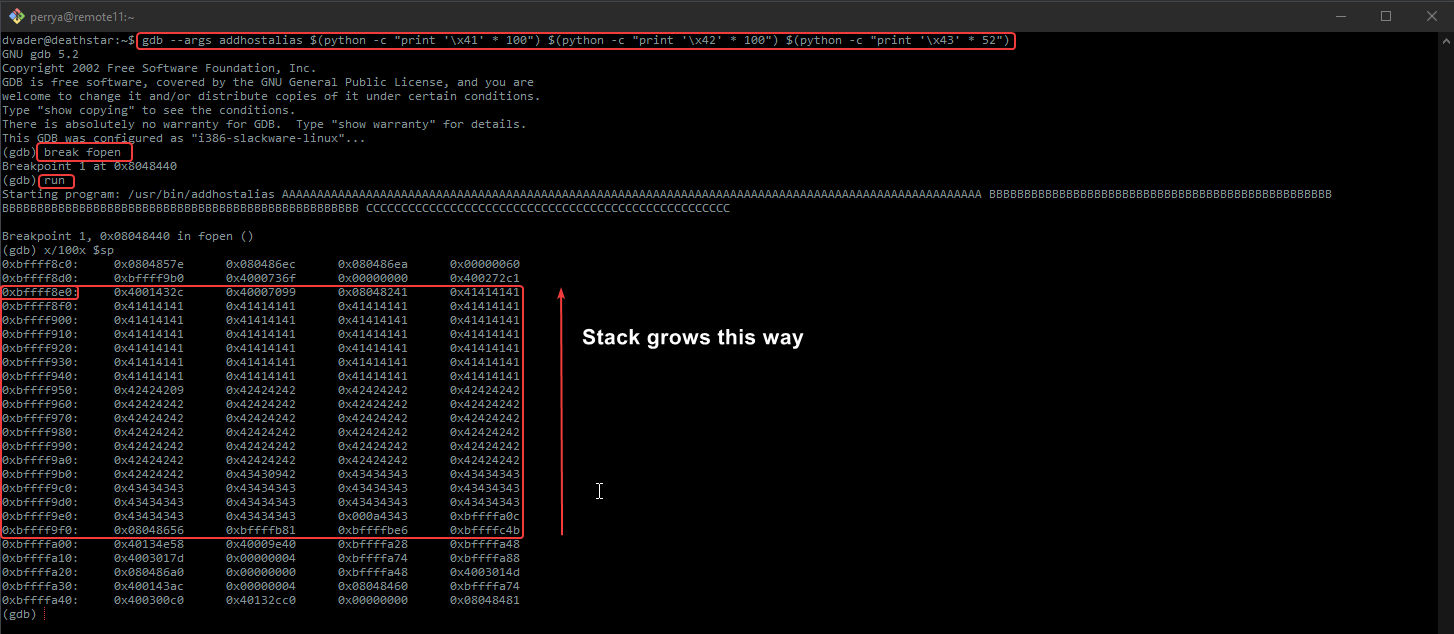 perrya@remote11:~
dvader@deathstar:~$ gdb --args addhostalias $(python -c "print '\x41' * 100") $(python -c "print '\x42' * 100") $(python -c "print '\x43' * 52")
GNU gdb 5.2
Copyright 2002 Free Software Foundation, Inc.
GDB is free software, covered by the GNU General Public License, and you are
welcome to change it and/or distribute copies of it under certain conditions.
Type "show copying" to see the conditions.
There is absolutely no warranty for GDB.  Type "show warranty" for details.
This GDB was configured as "i386-slackware-linux"...
(gdb) break fopen
Breakpoint 1 at 0x8048440
(gdb) run
Starting program: /usr/bin/addhostalias AAAAAAAAAAAAAAAAAAAAAAAAAAAAAAAAAAAAAAAAAAAAAAAAAAAAAAAAAAAAAAAAAAAAAAAAAAAAAAAAAAAAAAAAAAAAAAAAAAAA BBBBBBBBBBBBBBBBBBBBBBBBBBBBBBBBBBBBBBBBBBBBBBBBB
BBBBBBBBBBBBBBBBBBBBBBBBBBBBBBBBBBBBBBBBBBBBBBBBBBB CCCCCCCCCCCCCCCCCCCCCCCCCCCCCCCCCCCCCCCCCCCCCCCCCCCC
Breakpoint 1, 0x08048440 in fopen ()
(gdb) x/100x $sp
0xbffff8c0: 0x0804857e 0x080486ec 0x080486ea 0x00000060
0xbffff8d0: 0xbffff9b0 0x4000736f 0x00000000 0x400272c1
0xbffff8e0: 0x4001432c 0x40007099 0x08048241 0x41414141
0xbffff8f0: 0x41414141 0x41414141 0x41414141 0x41414141
0xbffff900: 0x41414141 0x41414141 0x41414141 0x41414141
0xbffff910: 0x41414141 0x41414141 0x41414141 0x41414141
0xbffff920: 0x41414141 0x41414141 0x41414141 0x41414141
0xbffff930: 0x41414141 0x41414141 0x41414141 0x41414141
0xbffff940: 0x41414141 0x41414141 0x41414141 0x41414141
0xbffff950: 0x42424209 0x42424242 0x42424242 0x42424242
0xbffff960: 0x42424242 0x42424242 0x42424242 0x42424242
0xbffff970: 0x42424242 0x42424242 0x42424242 0x42424242
0xbffff980: 0x42424242 0x42424242 0x42424242 0x42424242
0xbffff990: 0x42424242 0x42424242 0x42424242 0x42424242
0xbffff9a0: 0x42424242 0x42424242 0x42424242 0x42424242
0xbffff9b0: 0x42424242 0x43430942 0x43434343 0x43434343
0xbffff9c0: 0x43434343 0x43434343 0x43434343 0x43434343
0xbffff9d0: 0x43434343 0x43434343 0x43434343 0x43434343
0xbffff9e0: 0x43434343 0x43434343 0x000a4343 0xbffffa0c
0xbffff9f0: 0x08048656 0xbffffb81 0xbffffbe6 0xbffffc4b
0xbffffa00: 0x40134e58 0x40009e40 0xbffffa28 0xbffffa48
0xbffffa10: 0x4003017d 0x00000004 0xbffffa74 0xbffffa88
0xbffffa20: 0x080486a0 0x00000000 0xbffffa48 0x4003014d
0xbffffa30: 0x400143ac 0x00000004 0x08048460 0xbffffa74
0xbffffa40: 0x400300c0 0x40132cc0 0x00000000 0x08048481
(gdb)
Stack grows this way